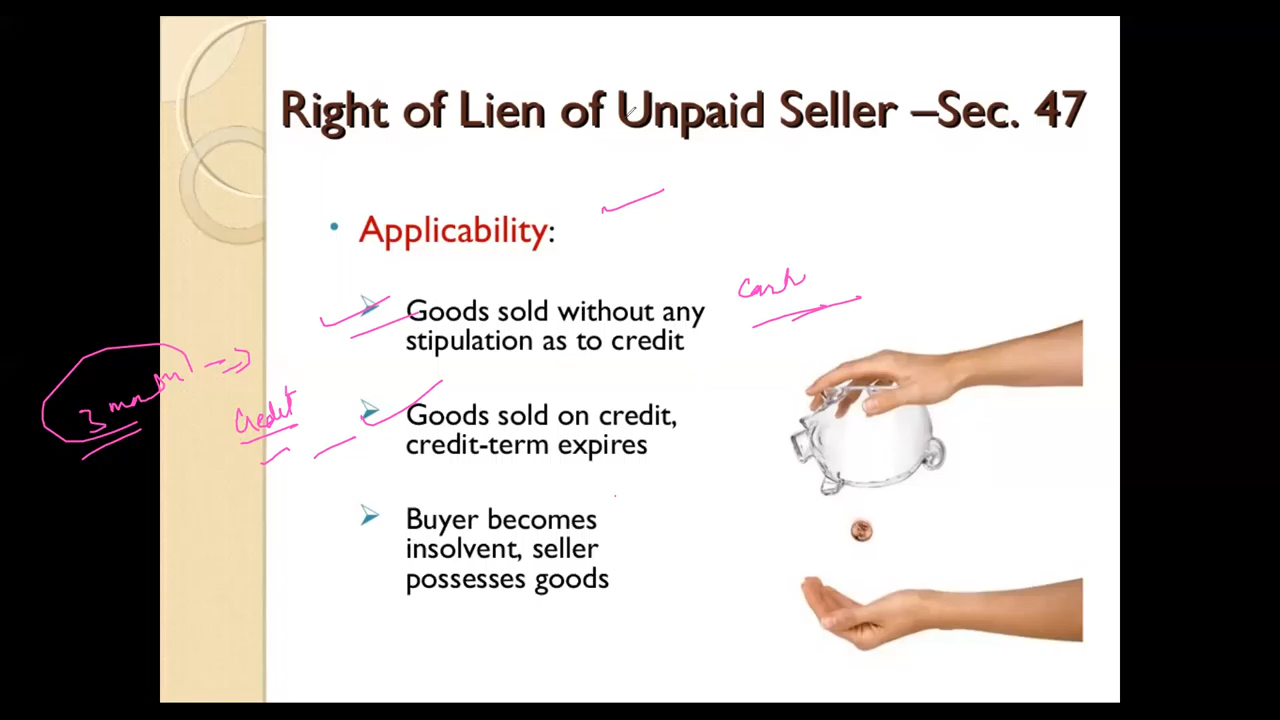 Right of Lien of Unpaid Seller –Sec. 47
• Applicability:
Goods sold without any
stipulation as to credit
Cash
3 month
Credit
Goods sold on credit,
credit-term expires
Buyer becomes
insolvent, seller
possesses goods